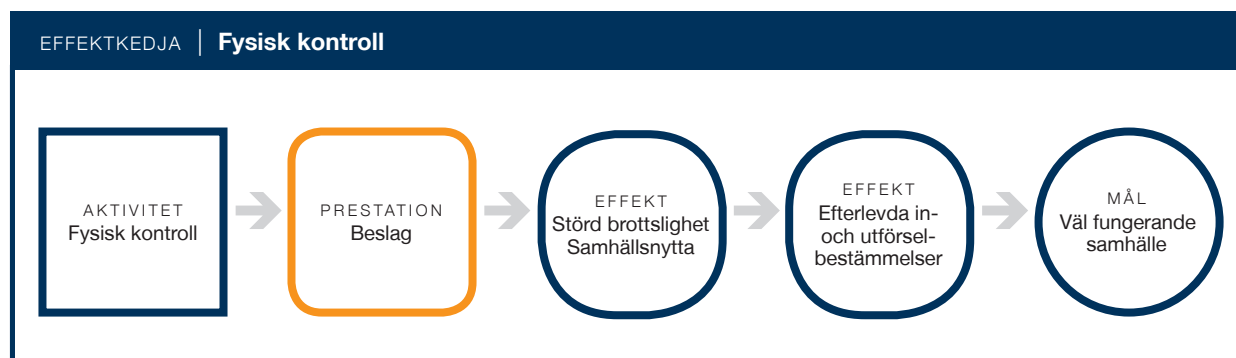 EFFEKTKEDJA | Fysisk kontroll
AKTIVITET
Fysisk kontroll
PRESTATION
Beslag
EFFEKT
Störd brottslighet
Samhällsnytta
EFFEKT
Efterlevda in-
och utförsel-
bestämmelser
MÅL
Väl fungerande
samhälle